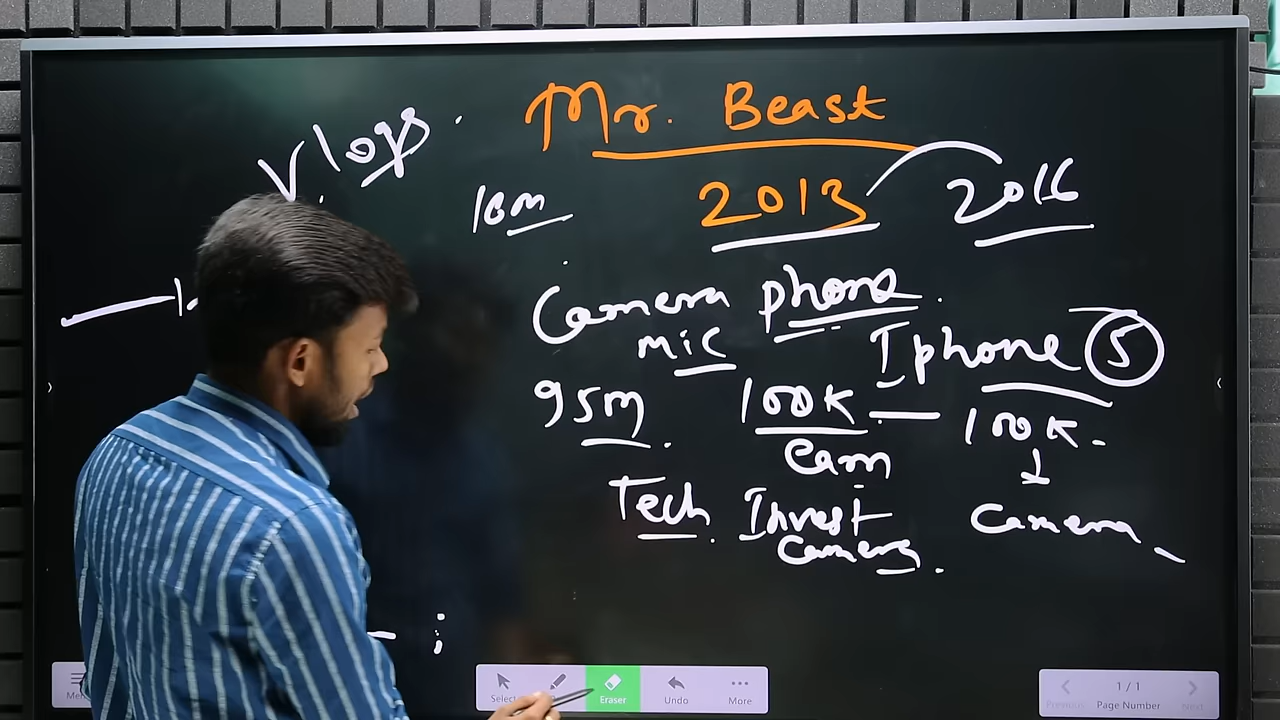 Mr. Beast
Vlogs.
10m 2013 2016
Camera phone.
mic Iphone 5
95m. 100K — 100K.
Cam
Tech. Invest Camera
Camera.
Select Eraser Undo More
1 / 1
Previous Page Number Next